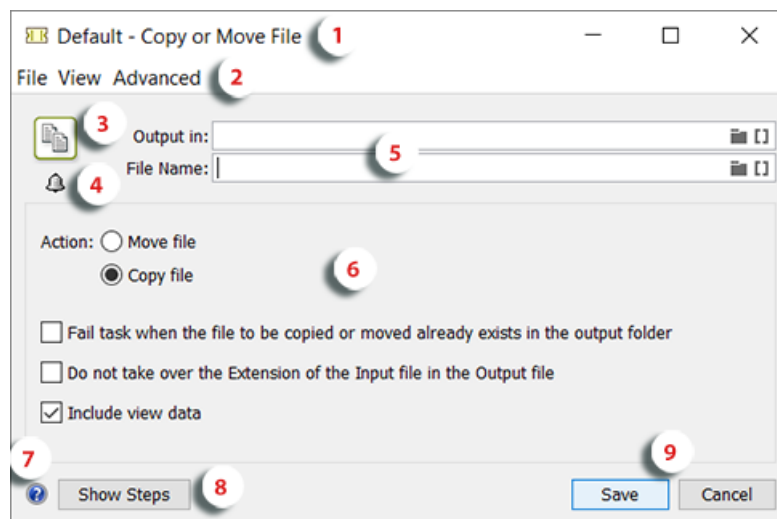 Default - Copy or Move File 1
File View Advanced 2
3
Output in:
5
File Name:
4
Action: Move file
Copy file
6
Fail task when the file to be copied or moved already exists in the output folder
Do not take over the Extension of the Input file in the Output file
Include view data
7
9
? Show Steps 8 Save Cancel